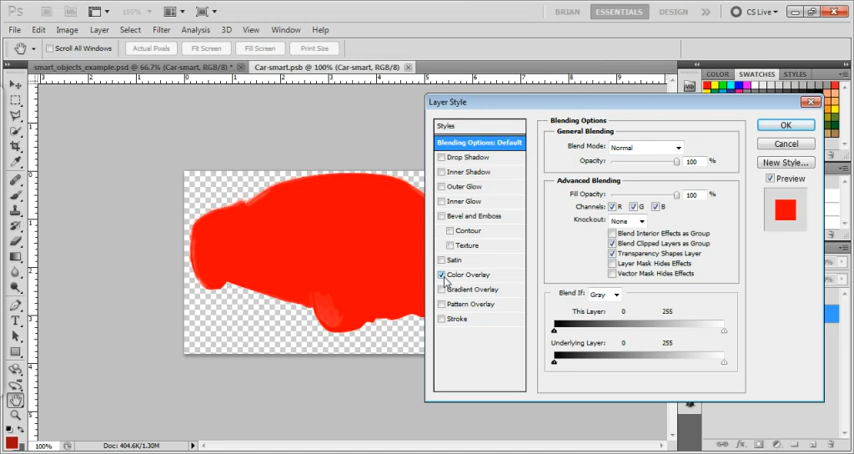 Ps 150% BRIAN ESSENTIALS DESIGN CS Live
File Edit Image Layer Select Filter Analysis 3D View Window Help
Scroll All Windows Actual Pixels Fit Screen Fill Screen Print Size
smart_objects_example.psd @ 66.7% (Car-smart, RGB/8) * Car-smart.psb @ 100% (Car-smart, RGB/8)
COLOR SWATCHES STYLES
Layer Style
Styles
Blending Options: Default
Drop Shadow
Inner Shadow
Outer Glow
Inner Glow
Bevel and Emboss
Contour
Texture
Satin
Color Overlay
Gradient Overlay
Pattern Overlay
Stroke
Blending Options
General Blending
Blend Mode: Normal
Opacity: 100 %
Advanced Blending
Fill Opacity: 100 %
Channels: R G B
Knockout: None
Blend Interior Effects as Group
Blend Clipped Layers as Group
Transparency Shapes Layer
Layer Mask Hides Effects
Vector Mask Hides Effects
Blend If: Gray
This Layer: 0 255
Underlying Layer: 0 255
OK
Cancel
New Style...
Preview
100% Doc: 404.6K/1.30M